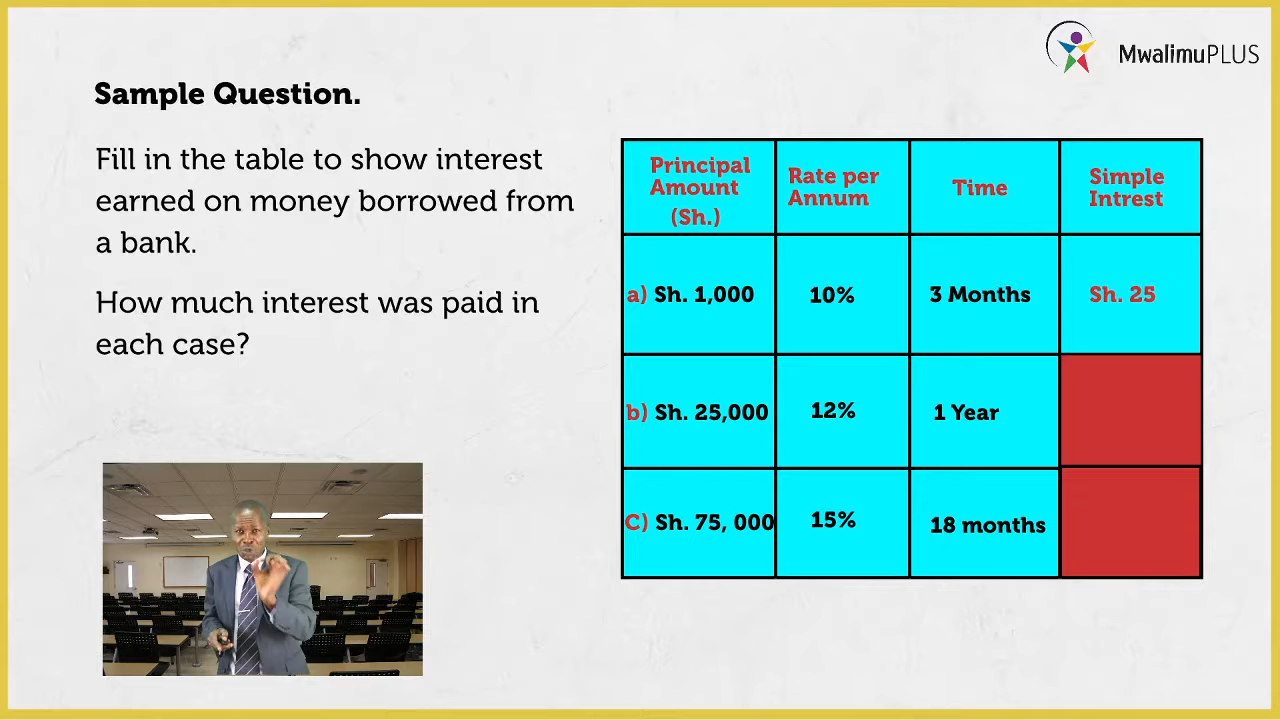 MwalimuPLUS
Sample Question.
Fill in the table to show interest
earned on money borrowed from
a bank.
How much interest was paid in
each case?
Principal
Amount
(Sh.)
Rate per
Annum
Time
Simple
Intrest
a) Sh. 1,000
10%
3 Months
Sh. 25
b) Sh. 25,000
12%
1 Year
C) Sh. 75, 000
15%
18 months